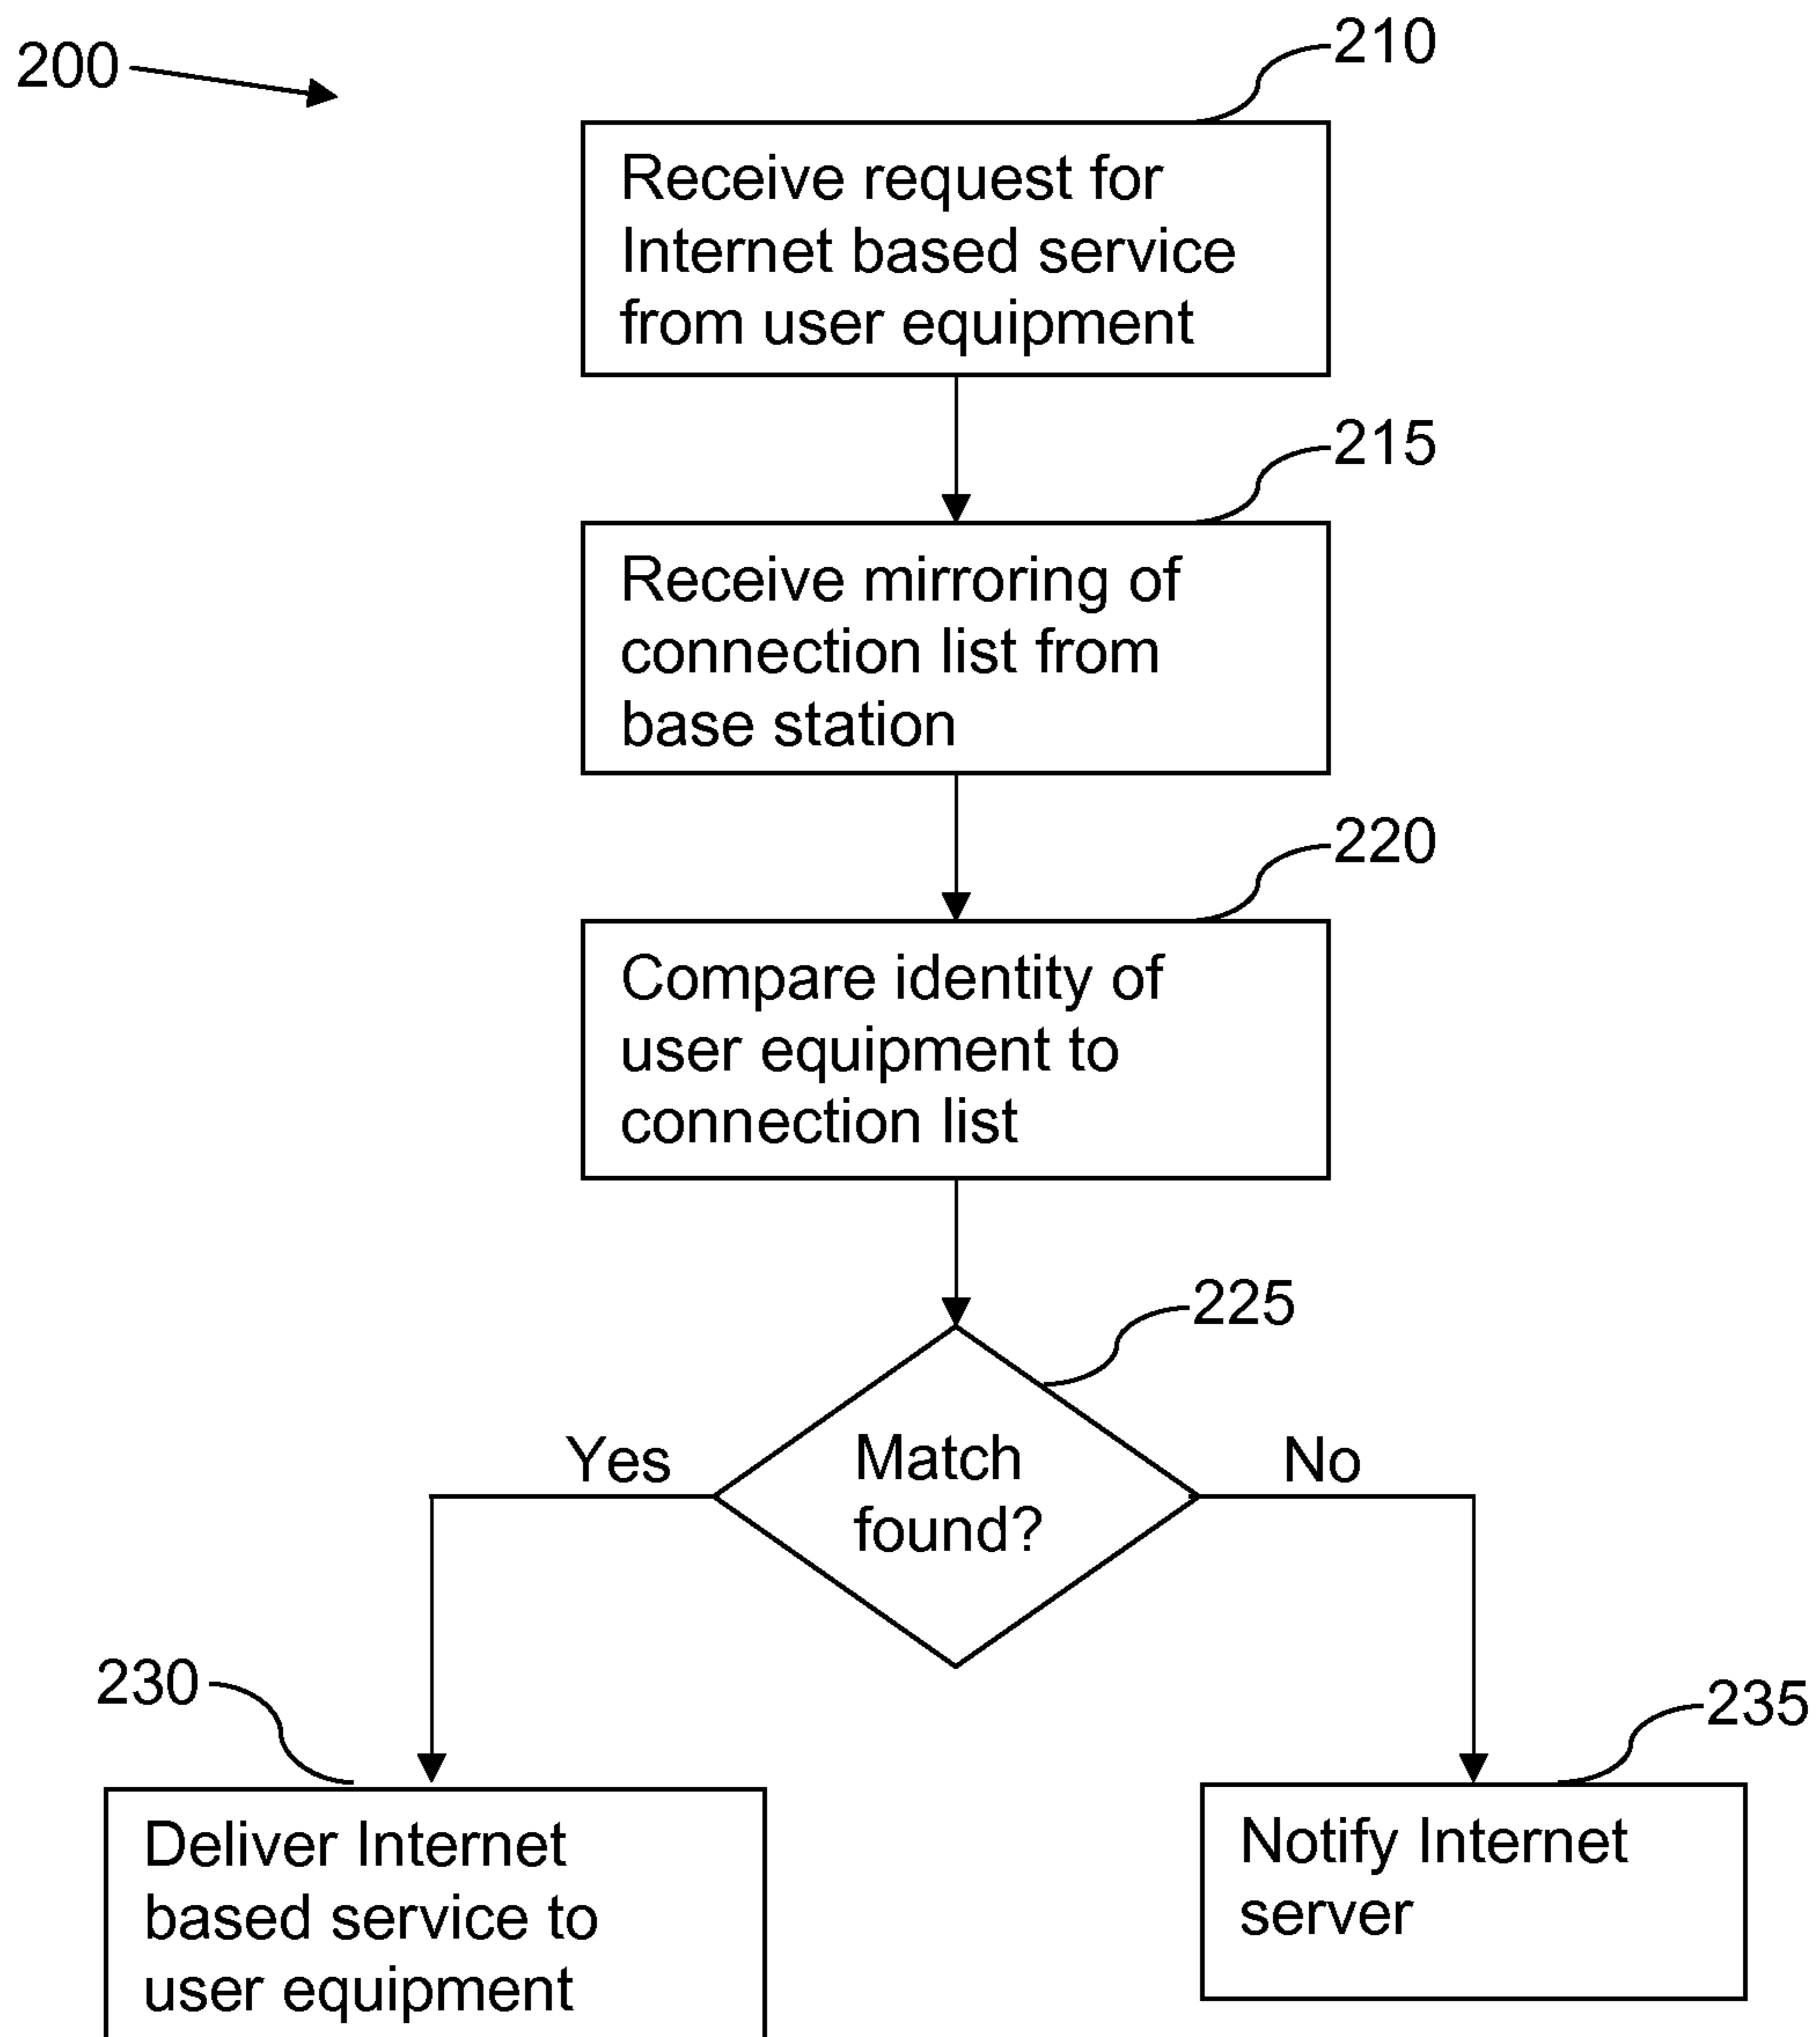 200
210
Receive request for
Internet based service
from user equipment
215
Receive mirroring of
connection list from
base station
220
Compare identity of
user equipment to
connection list
225
Match
found?
Yes
No
230
Deliver Internet
based service to
user equipment
235
Notify Internet
server